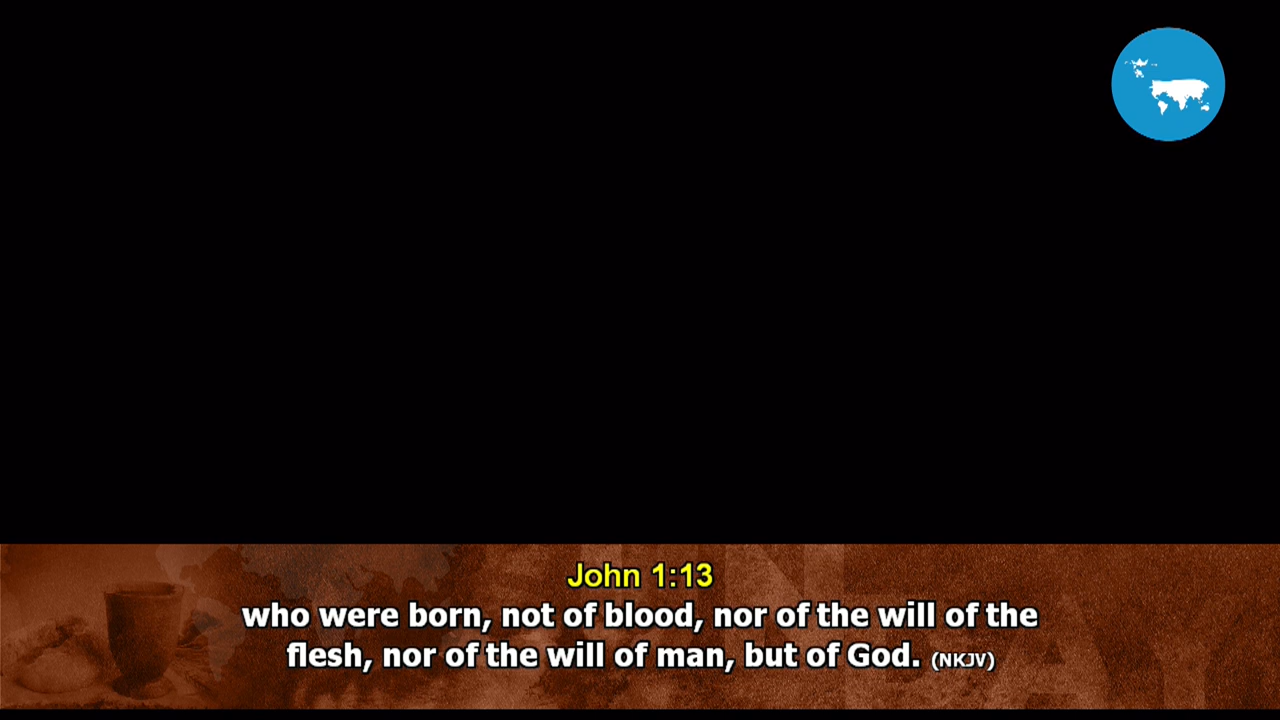 John 1:13
who were born, not of blood, nor of the will of the
flesh, nor of the will of man, but of God. (NKJV)